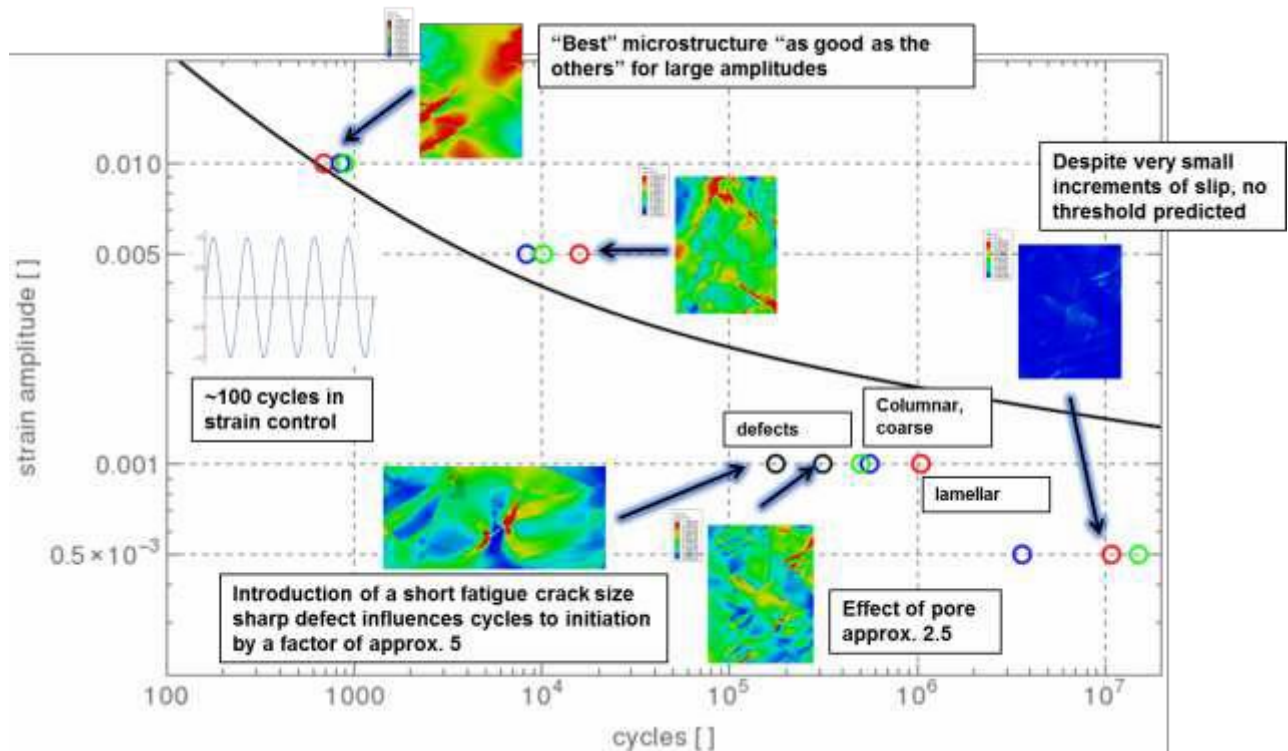 “Best” microstructure “as good as the
others” for large amplitudes
Despite very small
increments of slip, no
threshold predicted
~100 cycles in
strain control
defects
Columnar,
coarse
lamellar
Introduction of a short fatigue crack size
sharp defect influences cycles to initiation
by a factor of approx. 5
Effect of pore
approx. 2.5
strain amplitude [ ]
0.010
0.005
0.001
0.5 × 10⁻³
100
1000
10⁴
10⁵
10⁶
10⁷
cycles [ ]